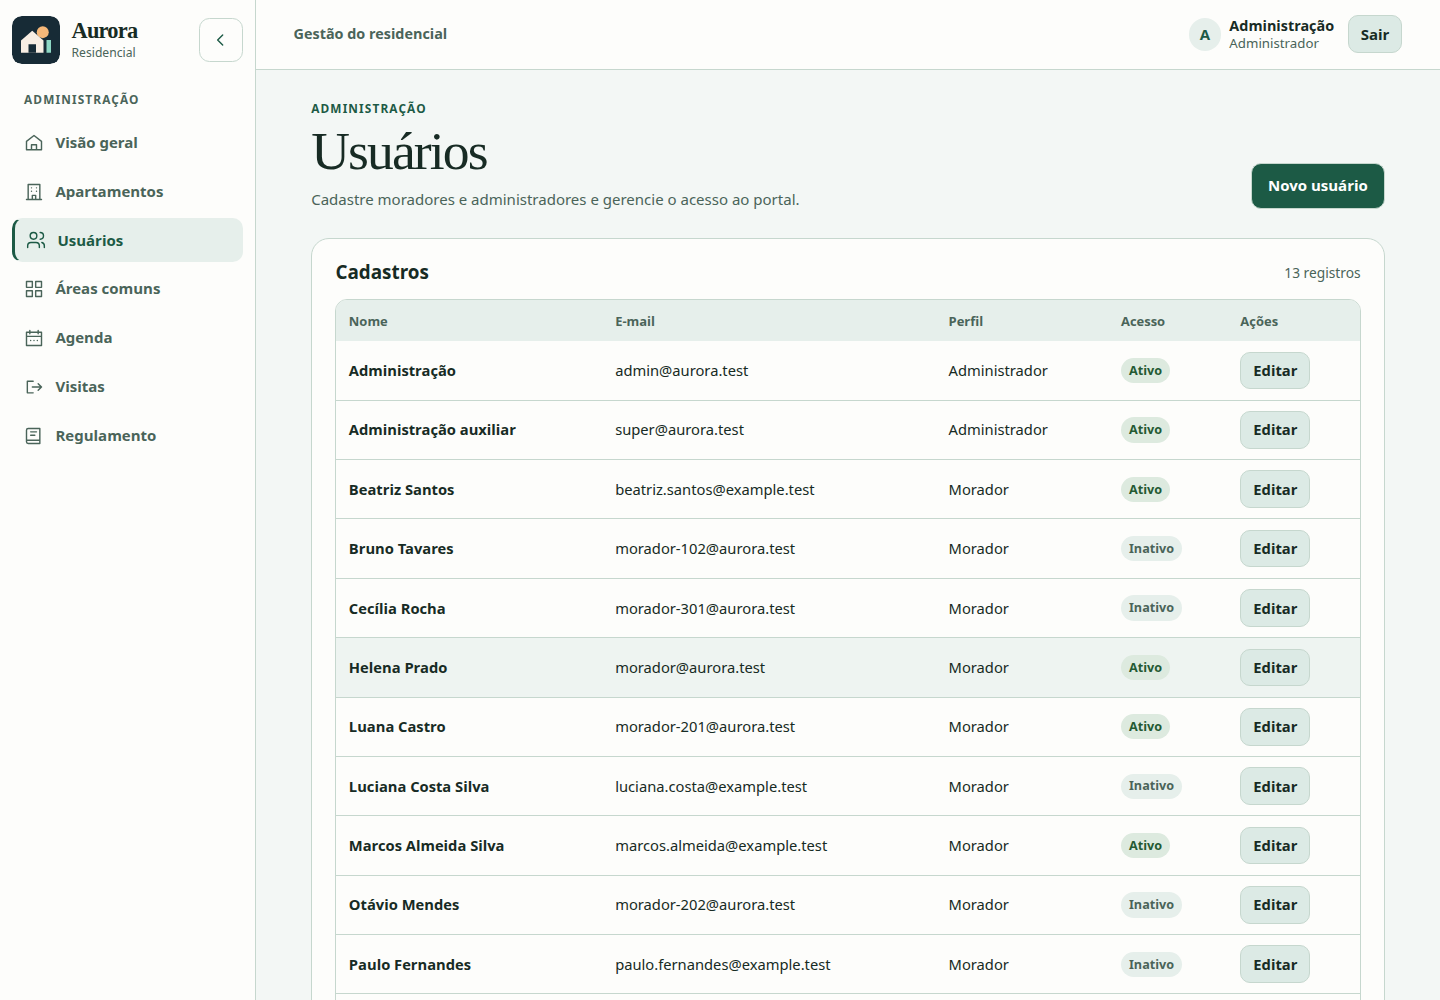 Aurora
Residencial
ADMINISTRAÇÃO
Visão geral
Apartamentos
Usuários
Áreas comuns
Agenda
Visitas
Regulamento
Gestão do residencial
A
Administração
Administrador
Sair
ADMINISTRAÇÃO
Usuários
Cadastre moradores e administradores e gerencie o acesso ao portal.
Novo usuário
Cadastros
13 registros
Nome E-mail Perfil Acesso Ações
Administração admin@aurora.test Administrador Ativo Editar
Administração auxiliar super@aurora.test Administrador Ativo Editar
Beatriz Santos beatriz.santos@example.test Morador Ativo Editar
Bruno Tavares morador-102@aurora.test Morador Inativo Editar
Cecília Rocha morador-301@aurora.test Morador Inativo Editar
Helena Prado morador@aurora.test Morador Ativo Editar
Luana Castro morador-201@aurora.test Morador Ativo Editar
Luciana Costa Silva luciana.costa@example.test Morador Inativo Editar
Marcos Almeida Silva marcos.almeida@example.test Morador Ativo Editar
Otávio Mendes morador-202@aurora.test Morador Inativo Editar
Paulo Fernandes paulo.fernandes@example.test Morador Inativo Editar